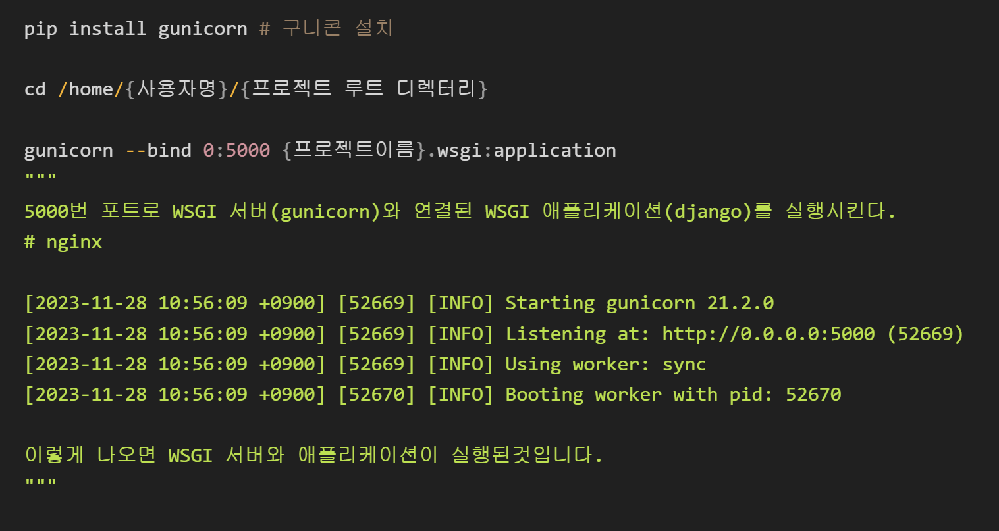 pip install gunicorn # 구니콘 설치
cd /home/{사용자명}/{프로젝트 루트 디렉터리}
gunicorn --bind 0:5000 {프로젝트이름}.wsgi:application
"""
5000번 포트로 WSGI 서버(gunicorn)와 연결된 WSGI 애플리케이션(django)를 실행시킨다.
# nginx
[2023-11-28 10:56:09 +0900] [52669] [INFO] Starting gunicorn 21.2.0
[2023-11-28 10:56:09 +0900] [52669] [INFO] Listening at: http://0.0.0.0:5000 (52669)
[2023-11-28 10:56:09 +0900] [52669] [INFO] Using worker: sync
[2023-11-28 10:56:09 +0900] [52670] [INFO] Booting worker with pid: 52670
이렇게 나오면 WSGI 서버와 애플리케이션이 실행된것입니다.
"""